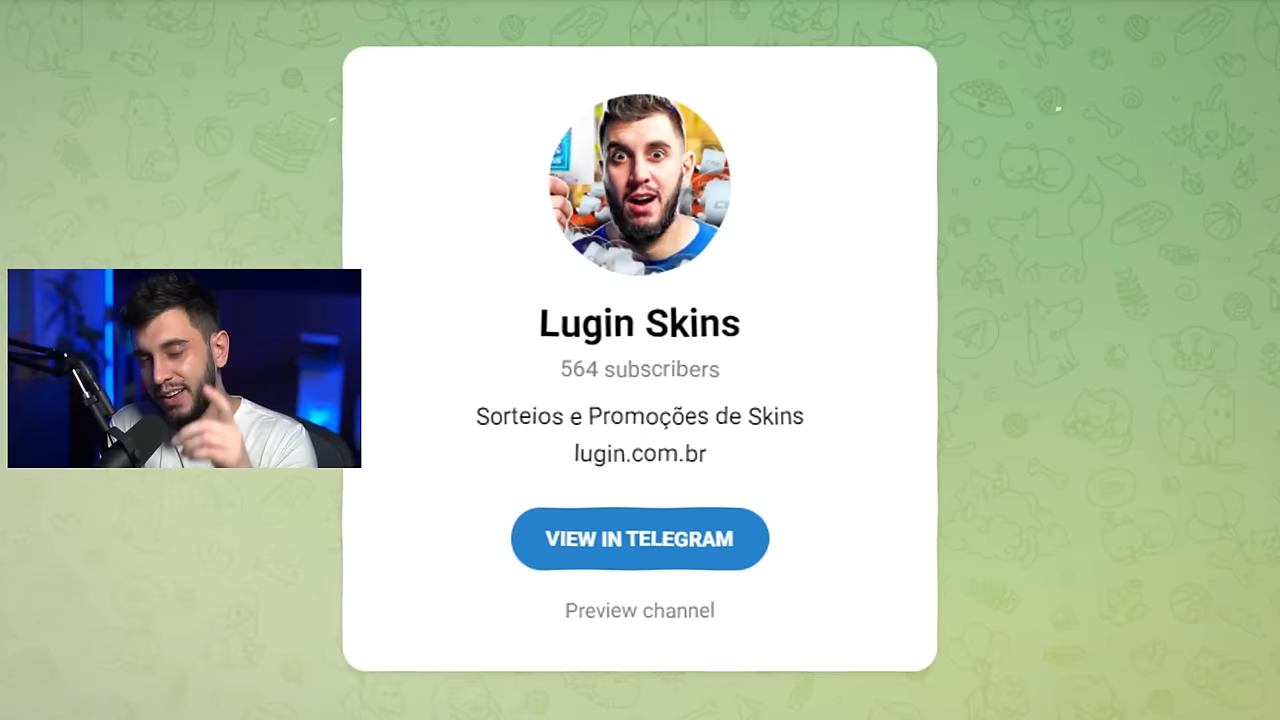 Lugin Skins
564 subscribers
Sorteios e Promoções de Skins
lugin.com.br
VIEW IN TELEGRAM
Preview channel